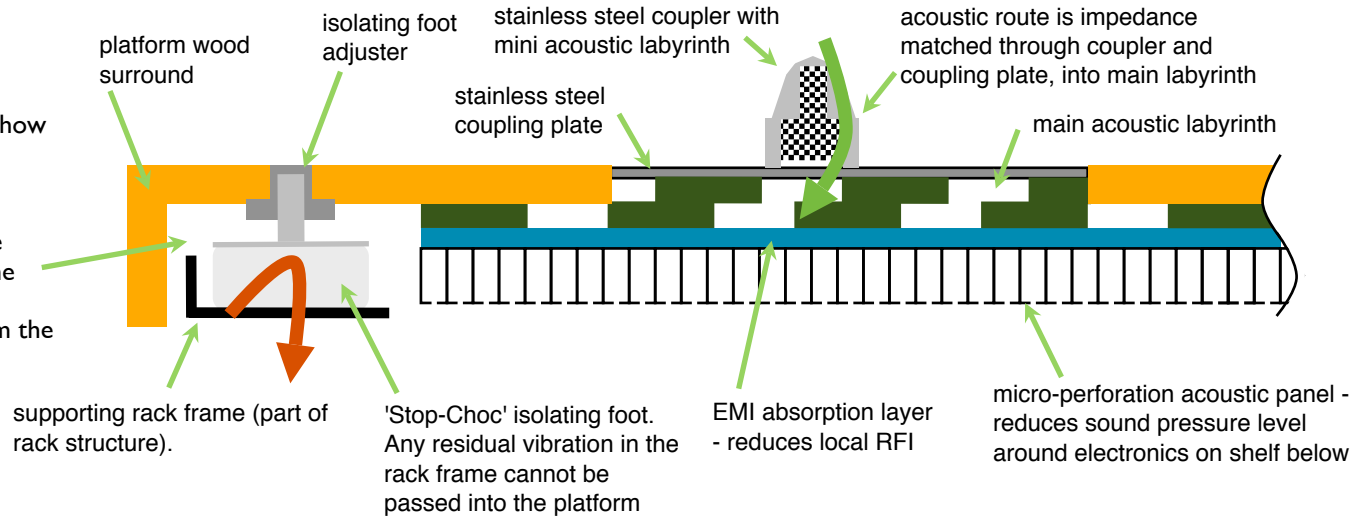 platform wood
surround
isolating foot
adjuster
stainless steel coupler with
mini acoustic labyrinth
acoustic route is impedance
matched through coupler and
coupling plate, into main labyrinth
stainless steel
coupling plate
main acoustic labyrinth
how
supporting rack frame (part of
rack structure).
'Stop-Choc' isolating foot.
Any residual vibration in the
rack frame cannot be
passed into the platform
EMI absorption layer
- reduces local RFI
micro-perforation acoustic panel -
reduces sound pressure level
around electronics on shelf below
the